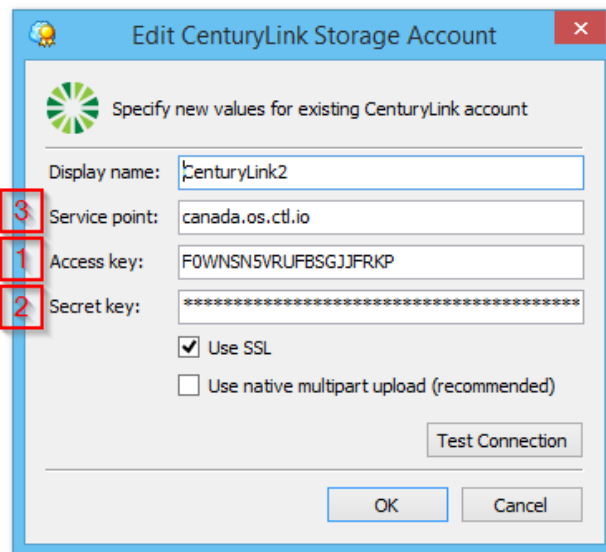 Edit CenturyLink Storage Account
Specify new values for existing CenturyLink account
Display name: CenturyLink2
3 Service point: canada.os.ctl.io
1 Access key: F0WNSN5VRUFBSGJJFRKP
2 Secret key: ****************************************
Use SSL
Use native multipart upload (recommended)
Test Connection
OK Cancel